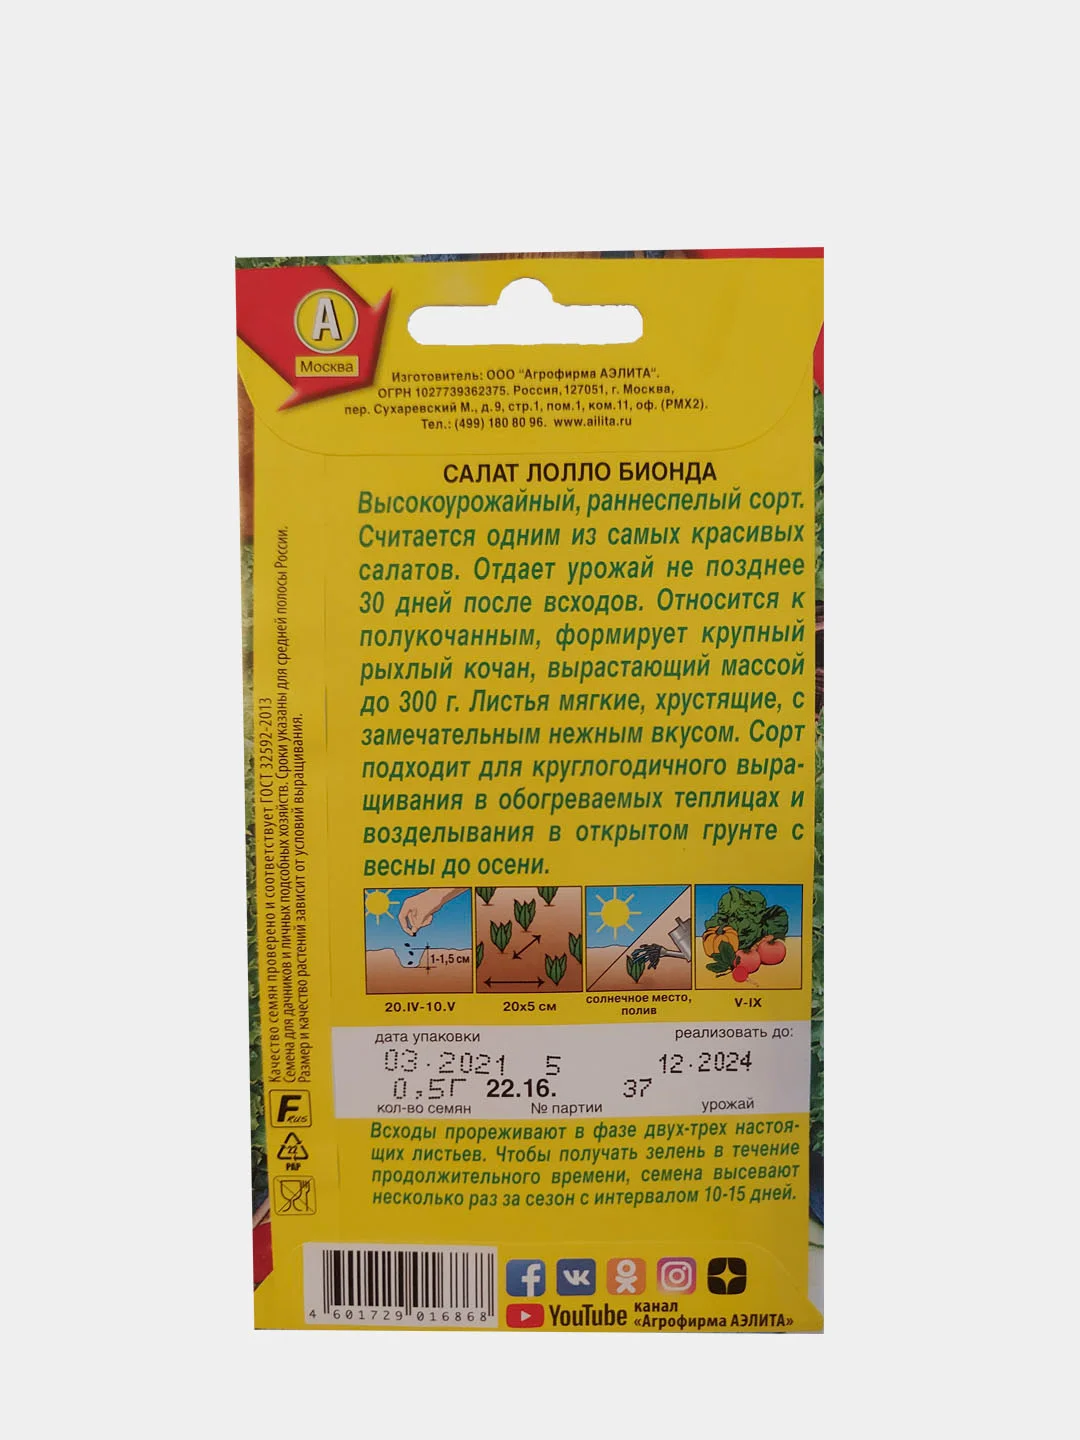 А
Москва
Изготовитель: ООО "Агрофирма АЭЛИТА".
ОГРН 1027739362375. Россия, 127051, г. Москва,
пер. Сухаревский М., д.9, стр.1, пом.1, ком.11, оф. (РМХ2).
Тел.: (499) 180 80 96. www.ailita.ru
САЛАТ ЛОЛЛО БИОНДА
Высокоурожайный, раннеспелый сорт.
Считается одним из самых красивых
салатов. Отдает урожай не позднее
30 дней после всходов. Относится к
полукочанным, формирует крупный
рыхлый кочан, вырастающий массой
до 300 г. Листья мягкие, хрустящие, с
замечательным нежным вкусом. Сорт
подходит для круглогодичного выра-
щивания в обогреваемых теплицах и
возделывания в открытом грунте с
весны до осени.
Качество семян проверено и соответствует ГОСТ 32592-2013
Семена для дачников и личных подсобных хозяйств. Сроки указаны для средней полосы России.
Размер и качество растений зависит от условий выращивания.
1-1,5 см
20.IV-10.V
20х5 см
солнечное место,
полив
V-IX
дата упаковки
реализовать до:
03.2021 5 12.2024
0,5Г 22.16. 37
кол-во семян № партии урожай
Всходы прореживают в фазе двух-трех настоя-
щих листьев. Чтобы получать зелень в течение
продолжительного времени, семена высевают
несколько раз за сезон с интервалом 10-15 дней.
F RUS
22
PAP
4 601729 016868
YouTube канал
«Агрофирма АЭЛИТА»